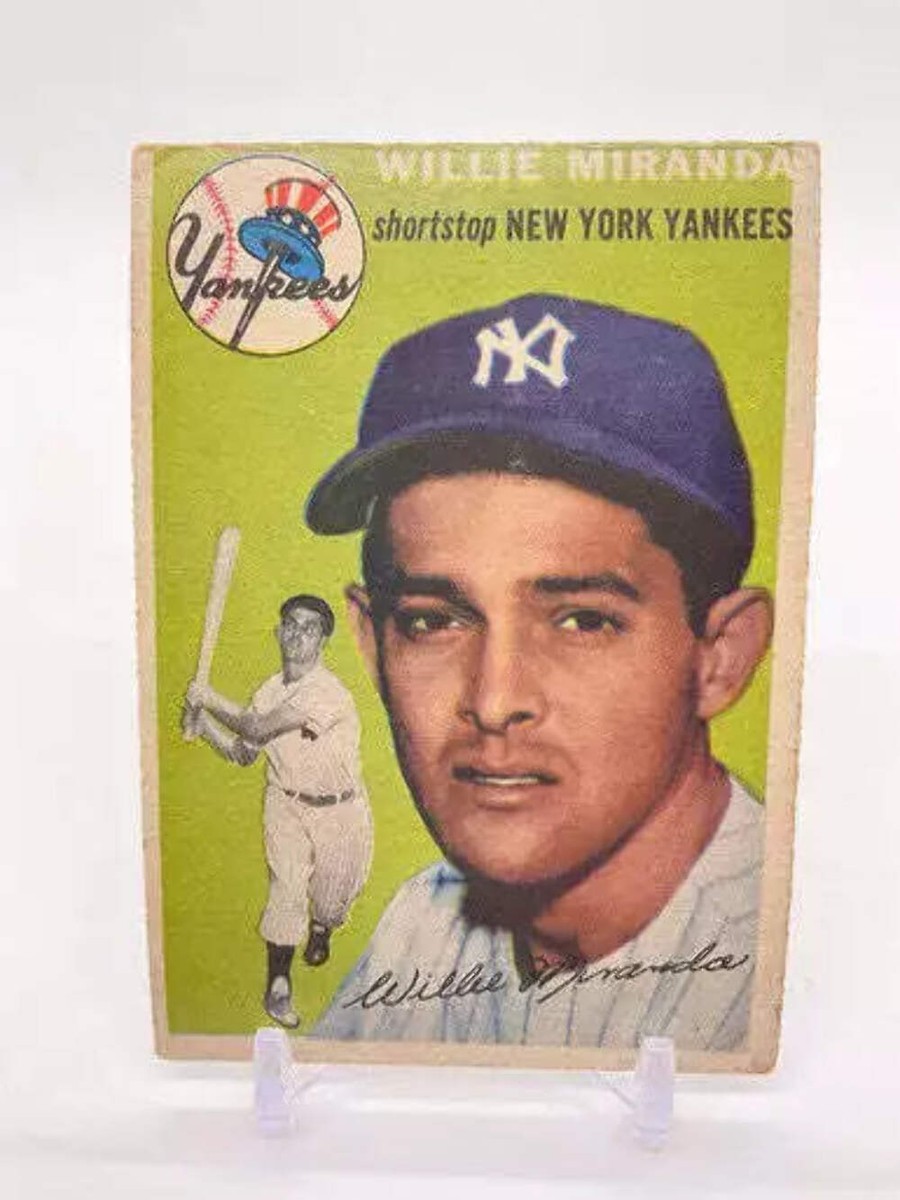 WILLIE MIRANDA
shortstop NEW YORK YANKEES
Yankees
NY
Willie Miranda